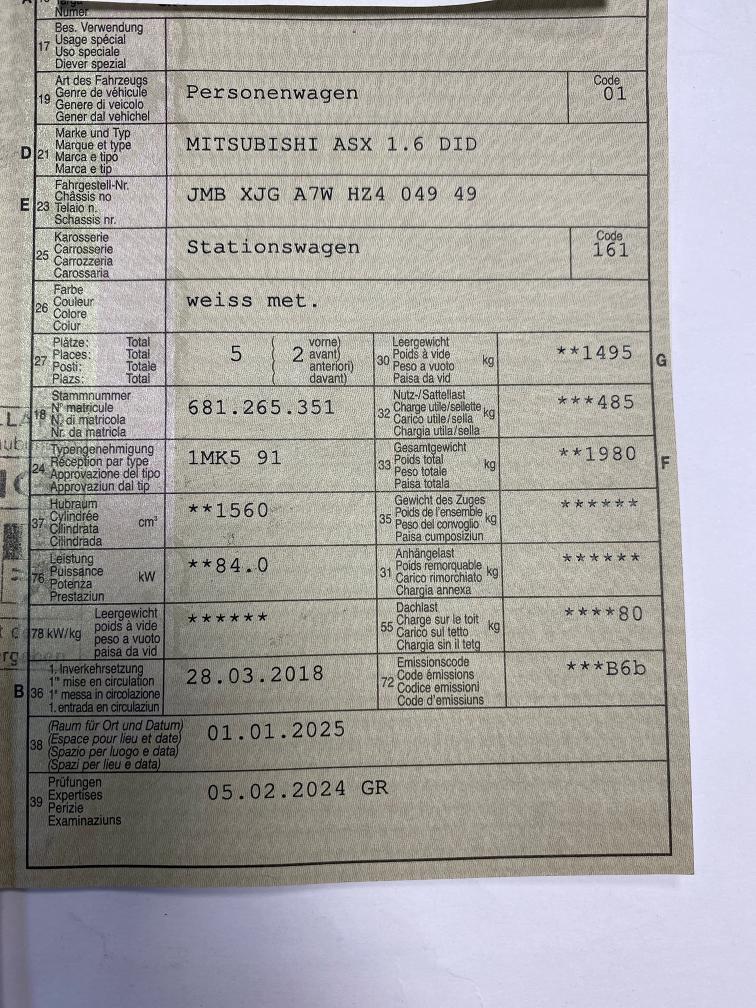 Numer
17
Bes. Verwendung
Usage spécial
Uso speciale
Diever spezial
19
Art des Fahrzeugs
Genre de véhicule
Genere di veicolo
Gener dal vehichel
Personenwagen
Code
01
D
21
Marke und Typ
Marque et type
Marca e tipo
Marca e tip
MITSUBISHI ASX 1.6 DID
E
23
Fahrgestell-Nr.
Châssis no
Telaio n.
Schassis nr.
JMB XJG A7W HZ4 049 49
25
Karosserie
Carrosserie
Carrozzeria
Carossaria
Stationswagen
Code
161
26
Farbe
Couleur
Colore
Colur
weiss met.
27
Plätze: Total
Places: Total
Posti: Totale
Plazs: Total
5
2
vorne)
avant)
anteriori)
davant)
30
Leergewicht
Poids à vide
Peso a vuoto
Paisa da vid
kg
**1495
G
18
Stammnummer
N° matricule
N. di matricola
Nr. da matricla
681.265.351
32
Nutz-/Sattellast
Charge utile/sellette
Carico utile/sella
Chargia utila/sella
kg
***485
24
Typengenehmigung
Réception par type
Approvazione del tipo
Approvaziun dal tip
1MK5 91
33
Gesamtgewicht
Poids total
Peso totale
Paisa totala
kg
**1980
F
37
Hubraum
Cylindrée
Cilindrata
Cilindrada
cm³
**1560
35
Gewicht des Zuges
Poids de l'ensemble
Peso del convoglio
Paisa cumposiziun
kg
******
76
Leistung
Puissance
Potenza
Prestaziun
kW
**84.0
31
Anhängelast
Poids remorquable
Carico rimorchiato
Chargia annexa
kg
******
78 kW/kg
Leergewicht
poids à vide
peso a vuoto
paisa da vid
******
55
Dachlast
Charge sur le toit
Carico sul tetto
Chargia sin il tetg
kg
****80
B
36
1. Inverkehrsetzung
1re mise en circulation
1a messa in circolazione
1. entrada en circulaziun
28.03.2018
72
Emissionscode
Code émissions
Codice emissioni
Code d'emissiuns
***B6b
38
(Raum für Ort und Datum)
(Espace pour lieu et date)
(Spazio per luogo e data)
(Spazi per lieu e data)
01.01.2025
39
Prüfungen
Expertises
Perizie
Examinaziuns
05.02.2024 GR